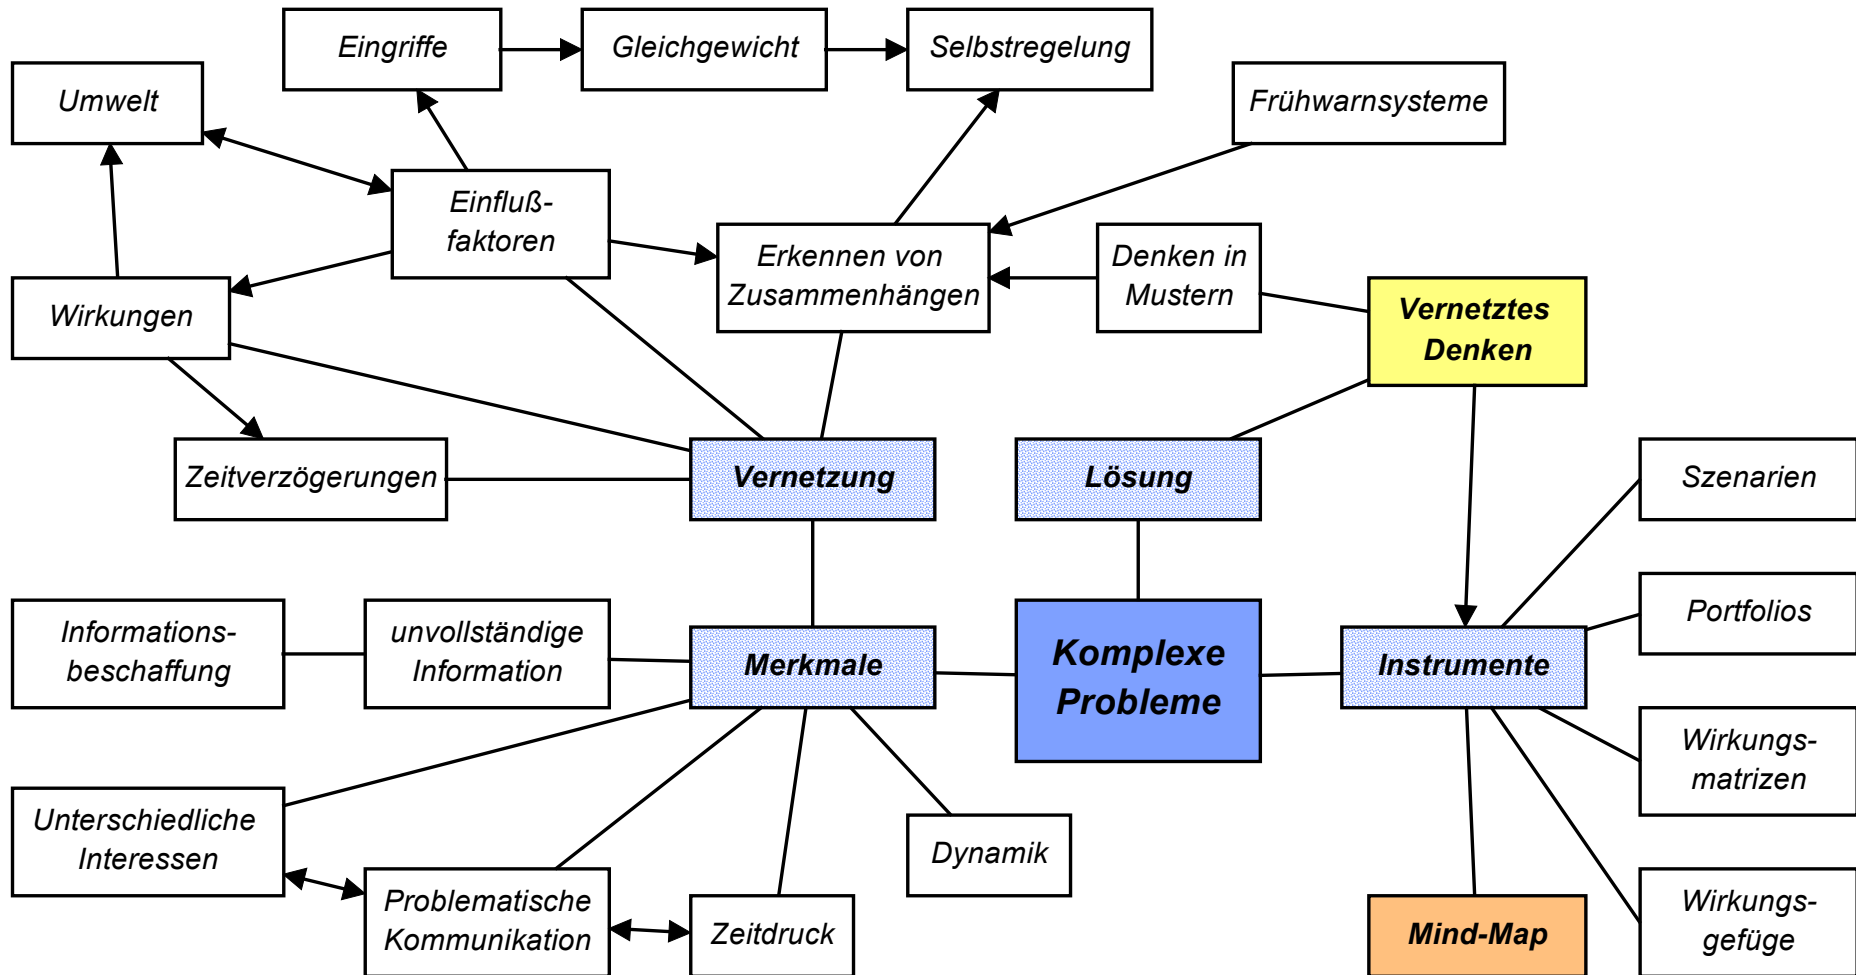 Eingriffe
Gleichgewicht
Selbstregelung
Umwelt
Frühwarnsysteme
Einfluß-
faktoren
Erkennen von
Zusammenhängen
Denken in
Mustern
Wirkungen
Vernetztes
Denken
Zeitverzögerungen
Vernetzung
Lösung
Szenarien
Informations-
beschaffung
unvollständige
Information
Merkmale
Komplexe
Probleme
Instrumente
Portfolios
Wirkungs-
matrizen
Unterschiedliche
Interessen
Dynamik
Problematische
Kommunikation
Zeitdruck
Mind-Map
Wirkungs-
gefüge